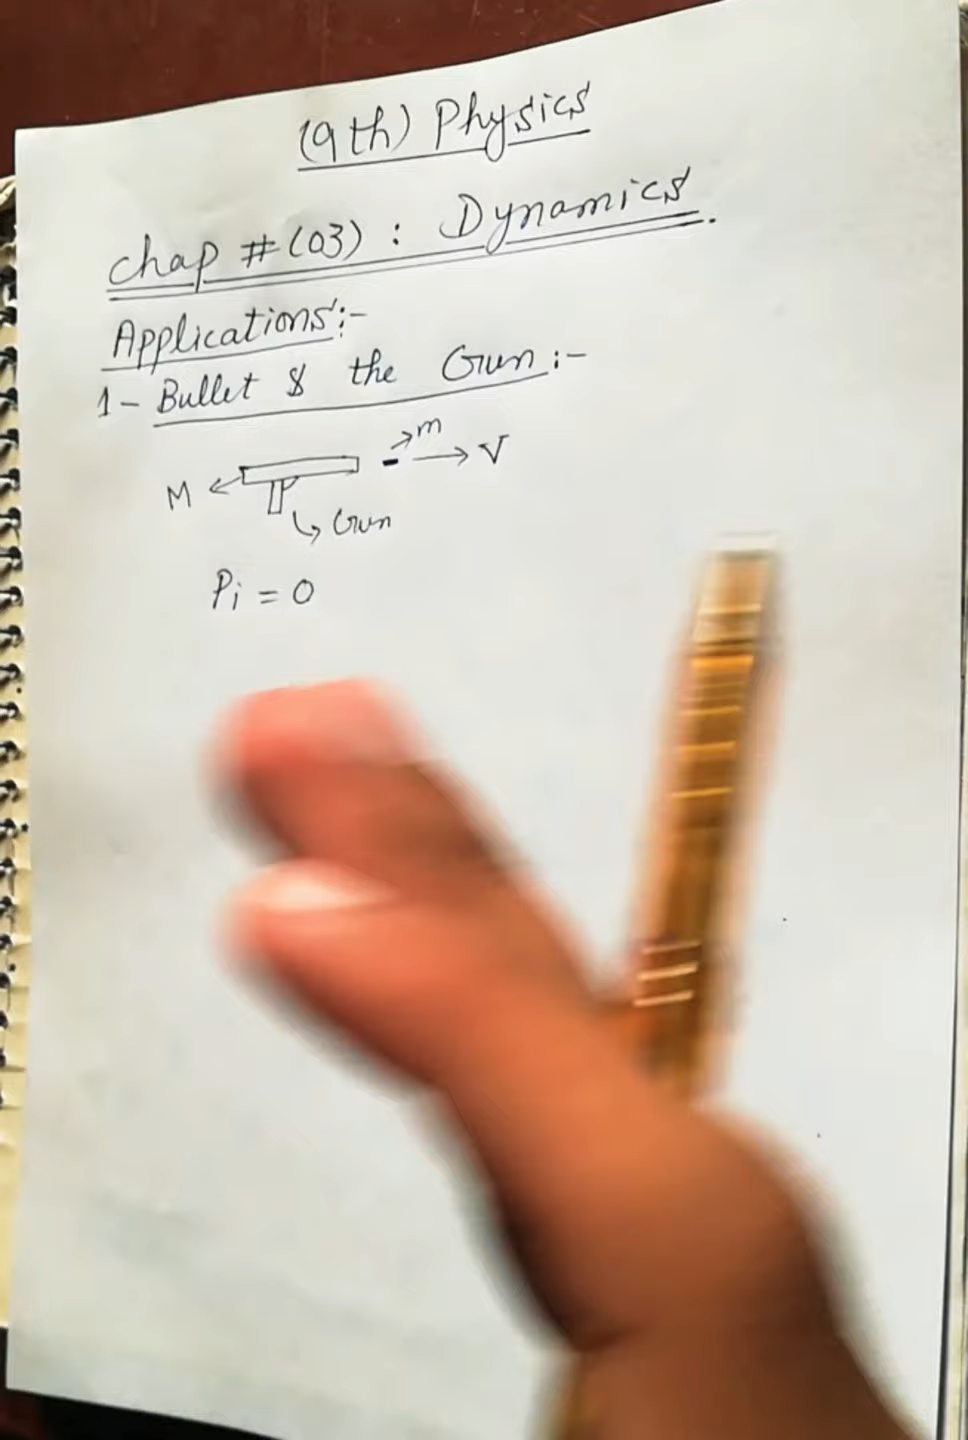 (9th) Physics
Chap #(03) : Dynamics.
Applications:-
1- Bullet & the Gun:-
m
M
V
Gun
Pi = 0